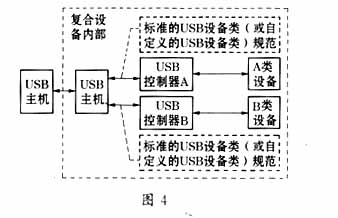 复合设
备内部
标准的USB设备类(或自
定义的USB设备类)规范
USB
主机
USB
主机
USB
控制器A
A类
设备
USB
控制器B
B类
设备
标准的USB设备类(或自
定义的USB设备类)规范
图 4